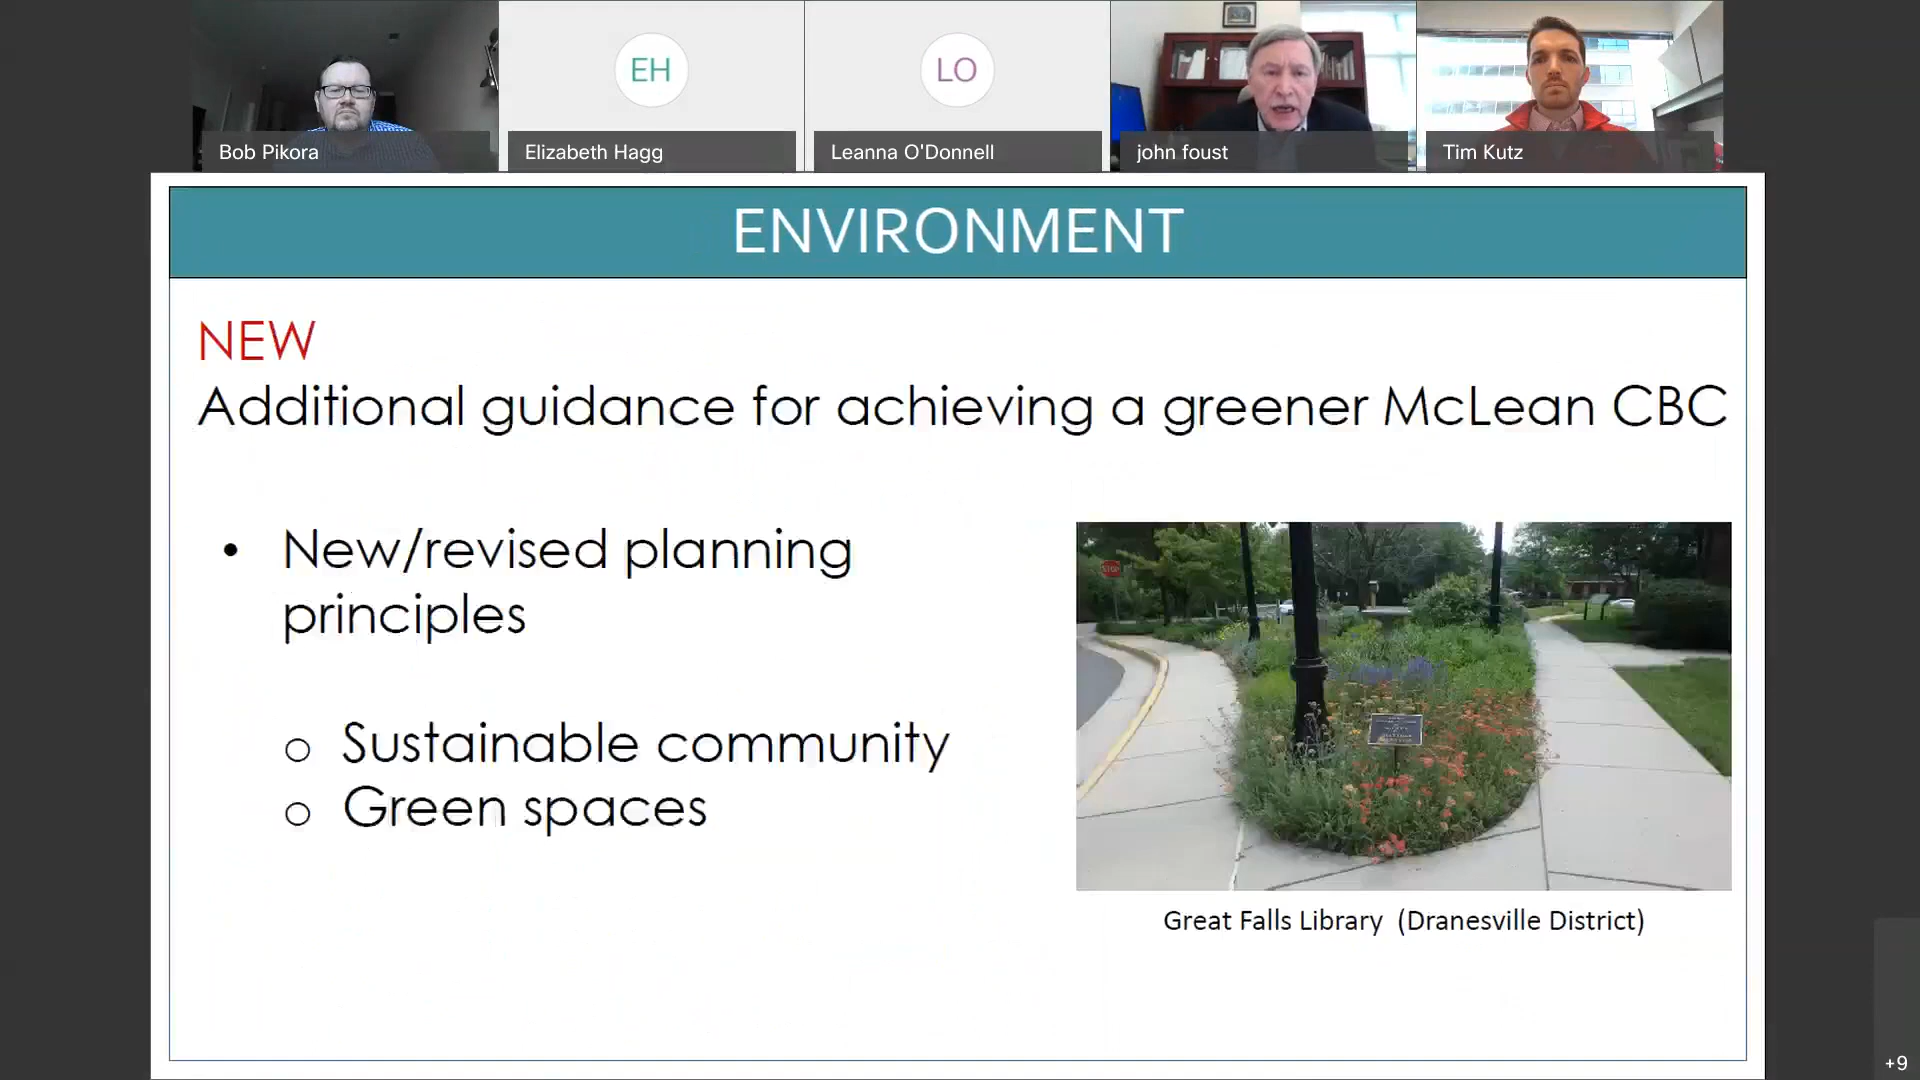 EH
LO
Bob Pikora
Elizabeth Hagg
Leanna O'Donnell
john foust
Tim Kutz
ENVIRONMENT
NEW
Additional guidance for achieving a greener McLean CBC
• New/revised planning
principles
STOP
o Sustainable community
o Green spaces
Great Falls Library (Dranesville District)
+9